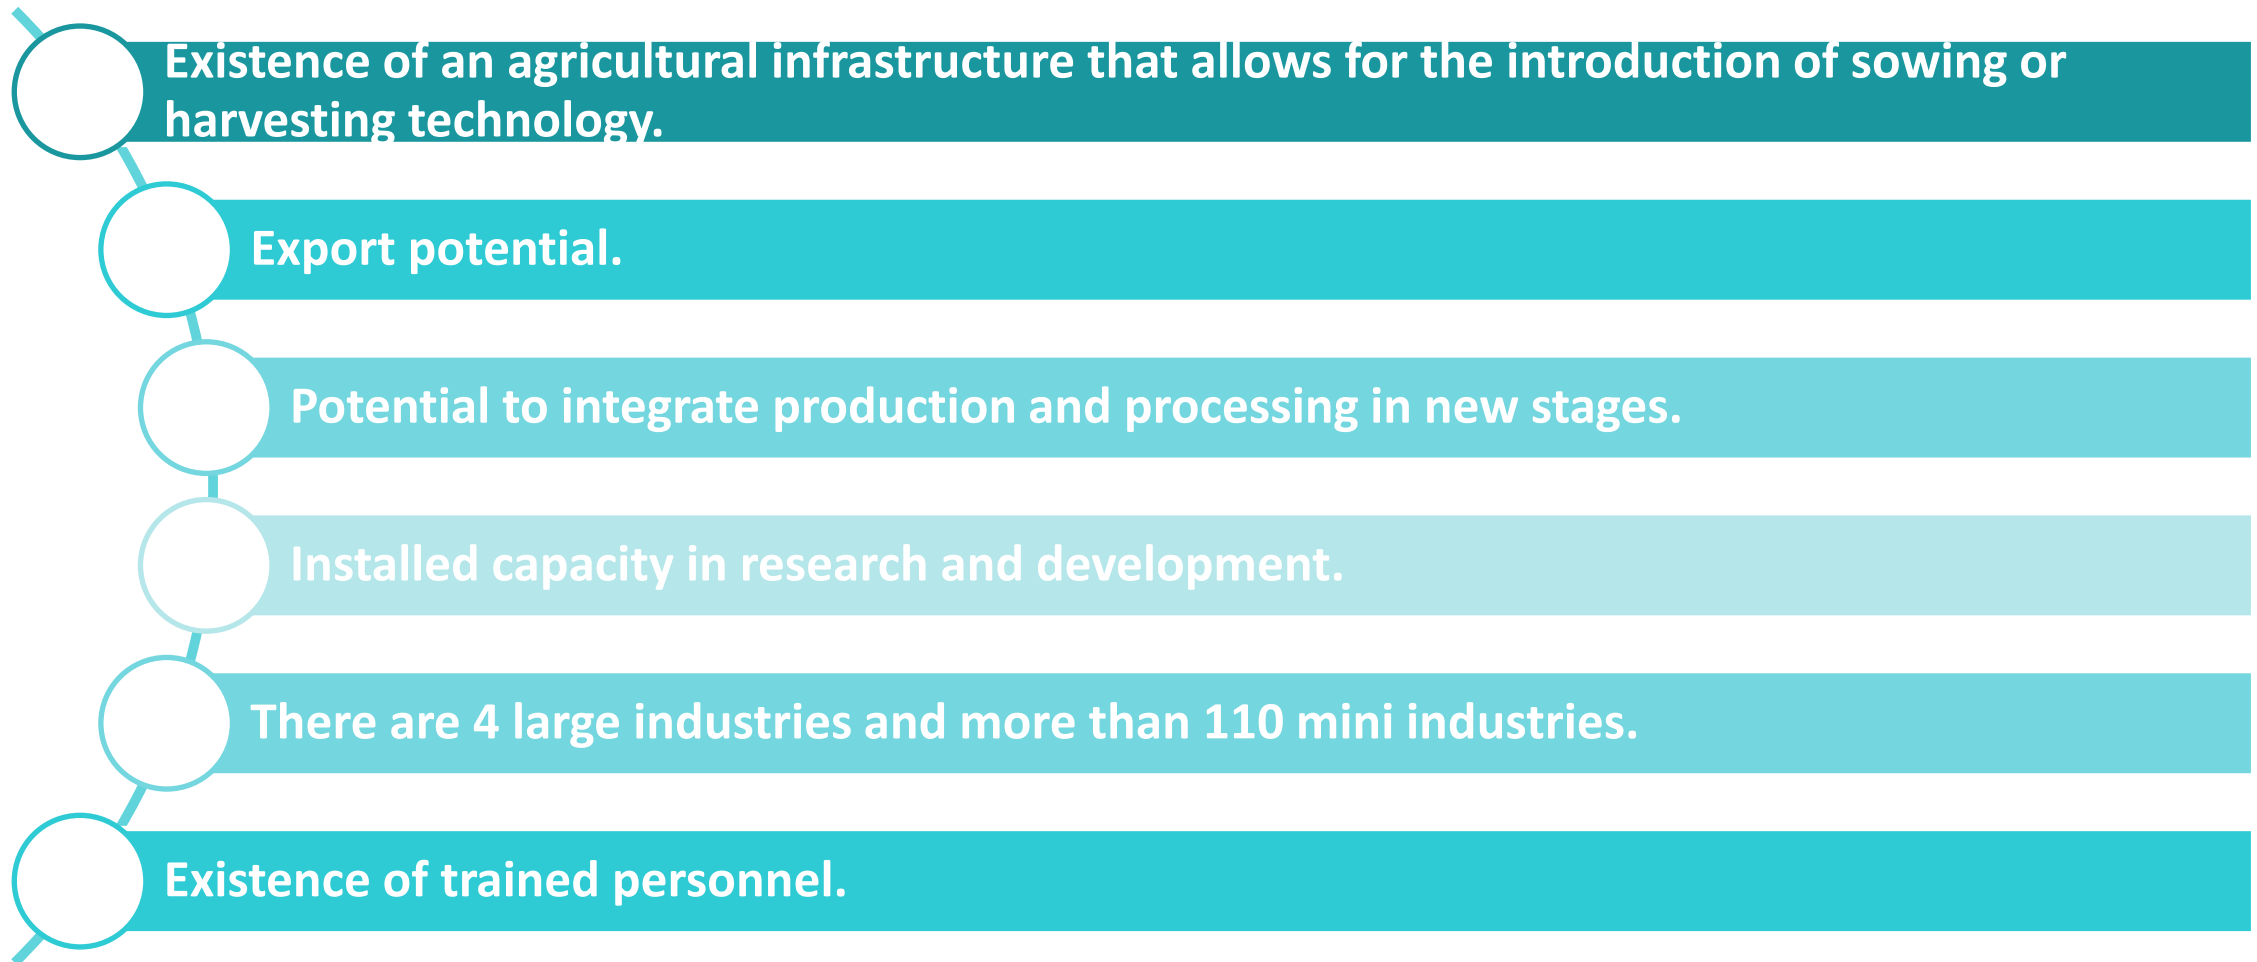 Existence of an agricultural infrastructure that allows for the introduction of sowing or
harvesting technology.
Export potential.
Potential to integrate production and processing in new stages.
Installed capacity in research and development.
There are 4 large industries and more than 110 mini industries.
Existence of trained personnel.